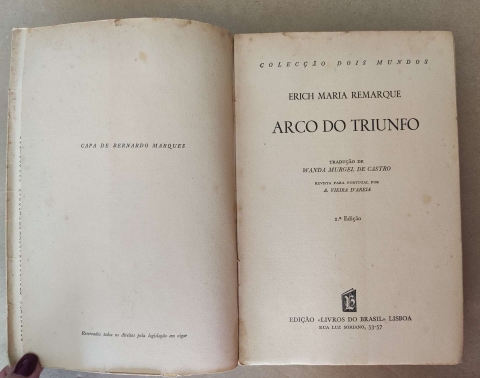 CAPA DE BERNARDO MARQUES
Reservados todos os direitos pela legislação em vigor
COLECÇÃO DOIS MUNDOS
ERICH MARIA REMARQUE
ARCO DO TRIUNFO
TRADUÇÃO DE
WANDA MURGEL DE CASTRO
REVISTA PARA PORTUGAL POR
A. VIEIRA D'AREIA
2.ª Edição
EDIÇÃO «LIVROS DO BRASIL» LISBOA
RUA LUZ SORIANO, 53-57